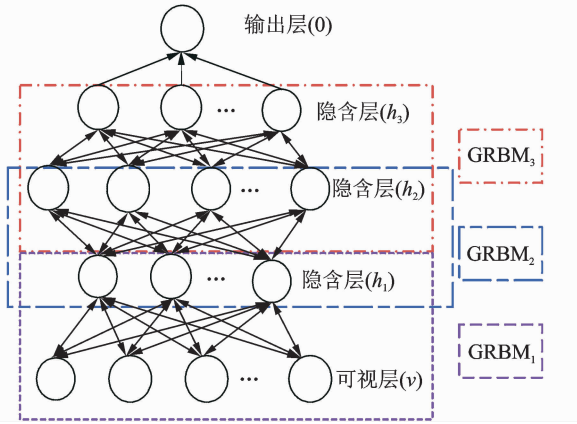 输出层(0)
隐含层(h₃)
...
GRBM₃
隐含层(h₂)
...
GRBM₂
隐含层(h₁)
...
GRBM₁
可视层(v)
...